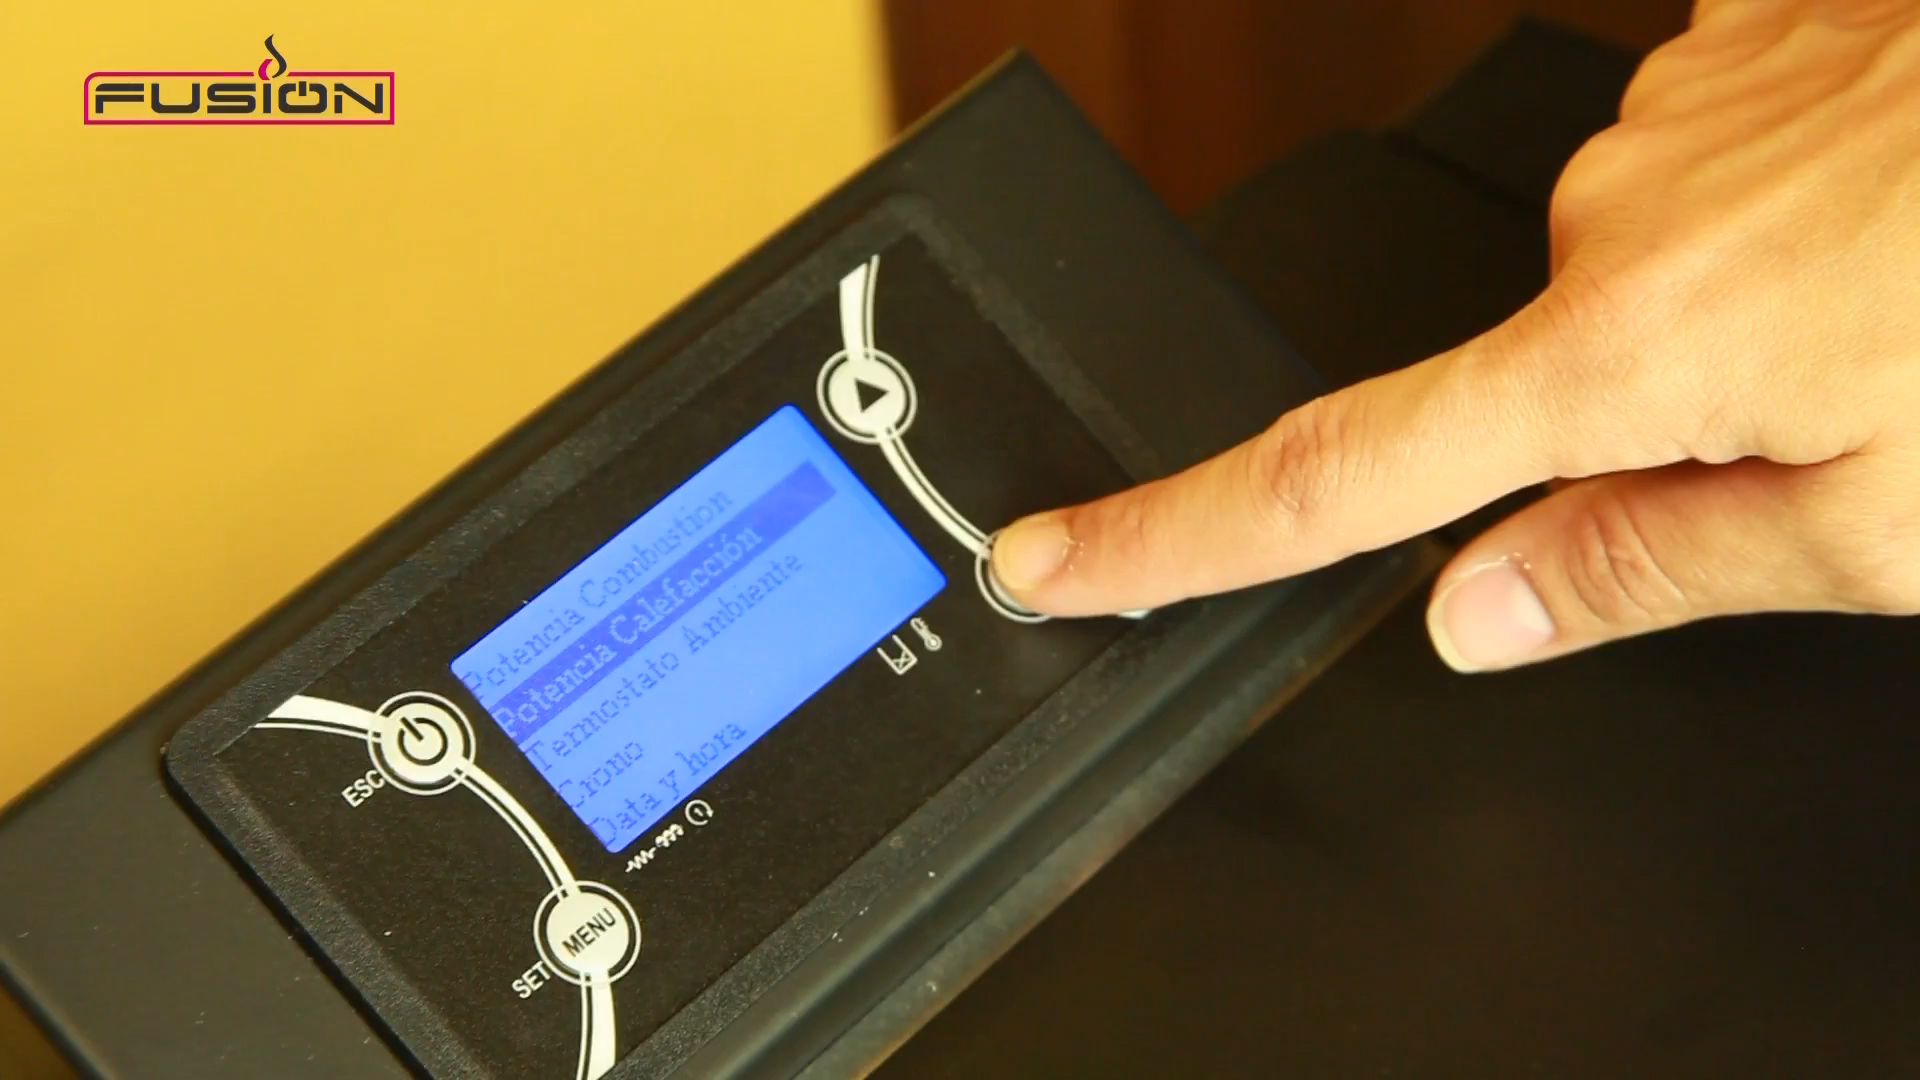 FUSION
Potencia Combustion
Potencia Calefacción
Termostato Ambiente
Crono
Data y hora
ESC
MENU
SET